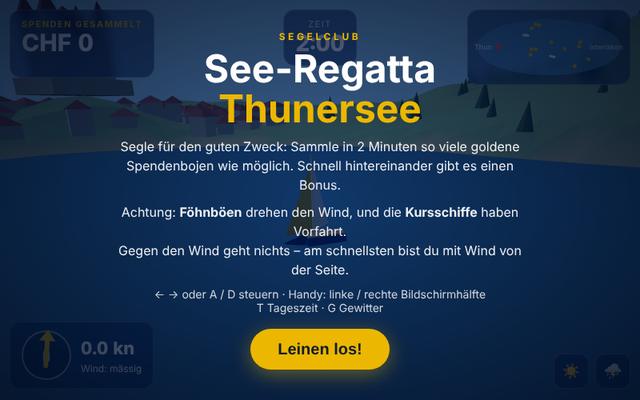 SPENDEN GESAMMELT
CHF 0
ZEIT
2:00
Thun
Interlaken
SEGELCLUB
See-Regatta
Thunersee
Segle für den guten Zweck: Sammle in 2 Minuten so viele goldene
Spendenbojen wie möglich. Schnell hintereinander gibt es einen
Bonus.
Achtung: Föhnböen drehen den Wind, und die Kursschiffe haben
Vorfahrt.
Gegen den Wind geht nichts – am schnellsten bist du mit Wind von
der Seite.
← → oder A / D steuern · Handy: linke / rechte Bildschirmhälfte
T Tageszeit · G Gewitter
Leinen los!
0.0 kn
Wind: mässig